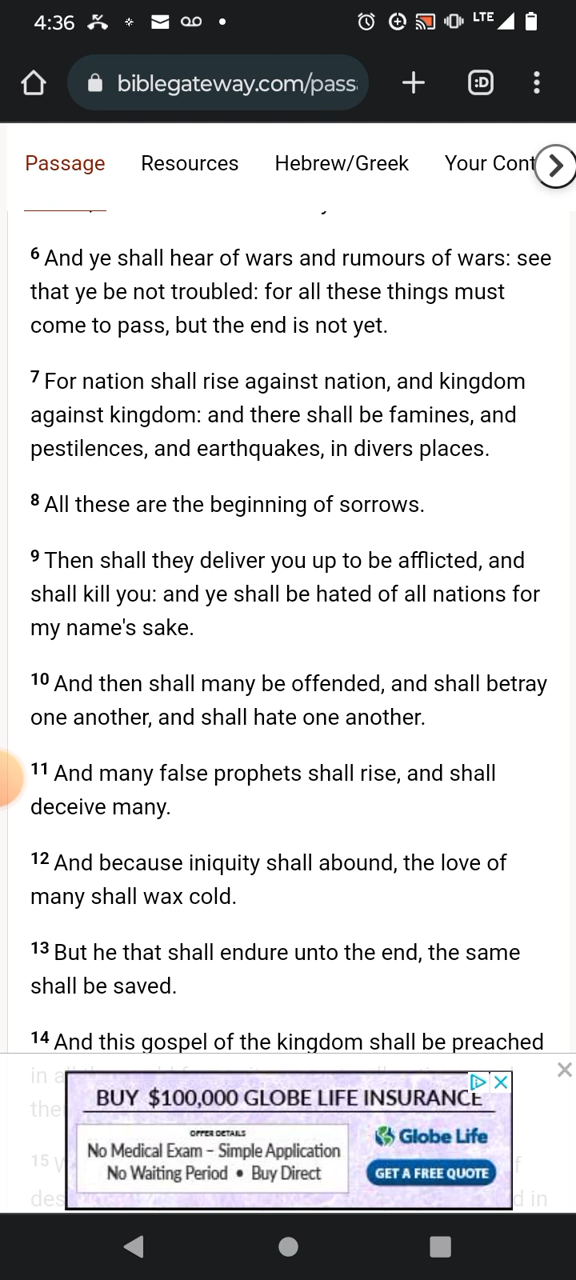 4:36
LTE
biblegateway.com/pass
:D
Passage
Resources
Hebrew/Greek
Your Cont
6 And ye shall hear of wars and rumours of wars: see
that ye be not troubled: for all these things must
come to pass, but the end is not yet.
7 For nation shall rise against nation, and kingdom
against kingdom: and there shall be famines, and
pestilences, and earthquakes, in divers places.
8 All these are the beginning of sorrows.
9 Then shall they deliver you up to be afflicted, and
shall kill you: and ye shall be hated of all nations for
my name's sake.
10 And then shall many be offended, and shall betray
one another, and shall hate one another.
11 And many false prophets shall rise, and shall
deceive many.
12 And because iniquity shall abound, the love of
many shall wax cold.
13 But he that shall endure unto the end, the same
shall be saved.
14 And this gospel of the kingdom shall be preached
in
the
15
des
in
BUY $100,000 GLOBE LIFE INSURANCE
OFFER DETAILS
No Medical Exam – Simple Application
No Waiting Period • Buy Direct
Globe Life
GET A FREE QUOTE